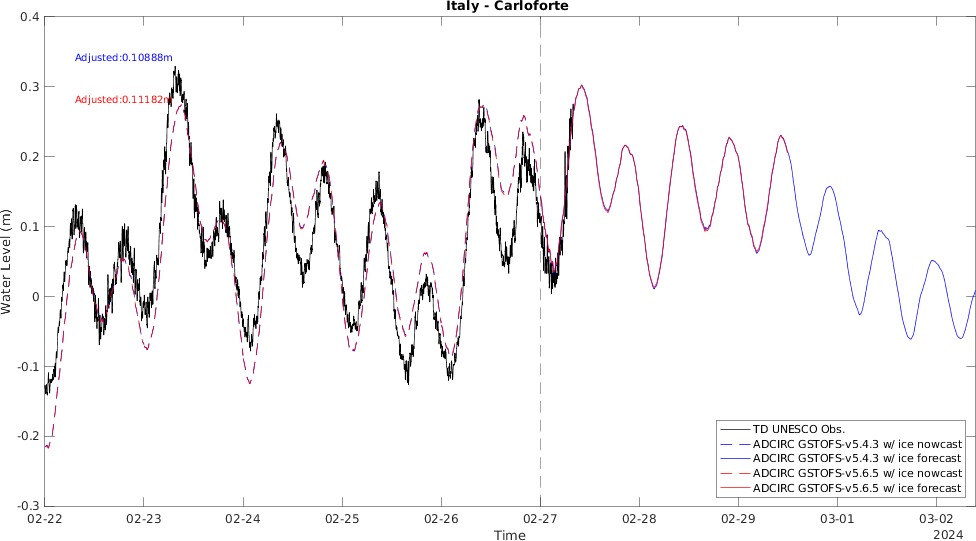 Italy - Carloforte
Adjusted:0.10888m
Adjusted:0.11182m
Water Level (m)
0.4
0.3
0.2
0.1
0
-0.1
-0.2
-0.3
02-22 02-23 02-24 02-25 02-26 02-27 02-28 02-29 03-01 03-02
Time
2024
TD UNESCO Obs.
ADCIRC GSTOFS-v5.4.3 w/ ice nowcast
ADCIRC GSTOFS-v5.4.3 w/ ice forecast
ADCIRC GSTOFS-v5.6.5 w/ ice nowcast
ADCIRC GSTOFS-v5.6.5 w/ ice forecast